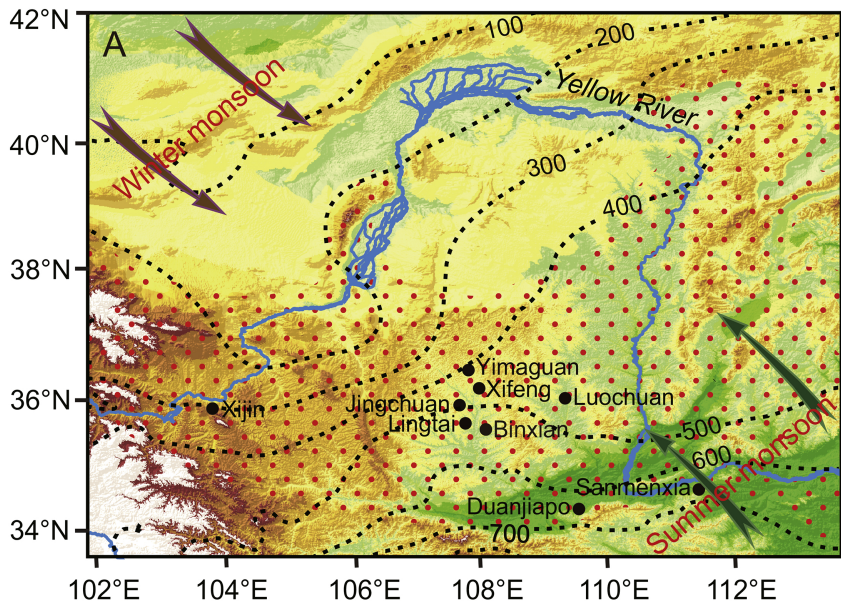 42°N
A
100
200
Yellow River
Winter monsoon
40°N
300
400
38°N
Yimaguan
Xifeng
36°N
Xijin
Jingchuan
Luochuan
Lingtai
Binxian
500
600
Summer monsoon
Sanmenxia
Duanjiapo
34°N
700
102°E
104°E
106°E
108°E
110°E
112°E